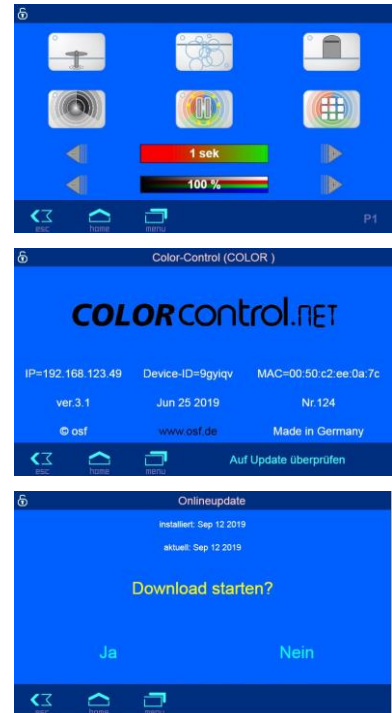 1 sek
100 %
esc home menu P1
Color-Control (COLOR )
COLORcontrol.net
IP=192.168.123.49 Device-ID=9gyiqv MAC=00:50:c2:ee:0a:7c
ver.3.1 Jun 25 2019 Nr.124
© osf www.osf.de Made in Germany
esc home menu Auf Update überprüfen
Onlineupdate
installiert: Sep 12 2019
aktuell: Sep 12 2019
Download starten?
Ja Nein
esc home menu